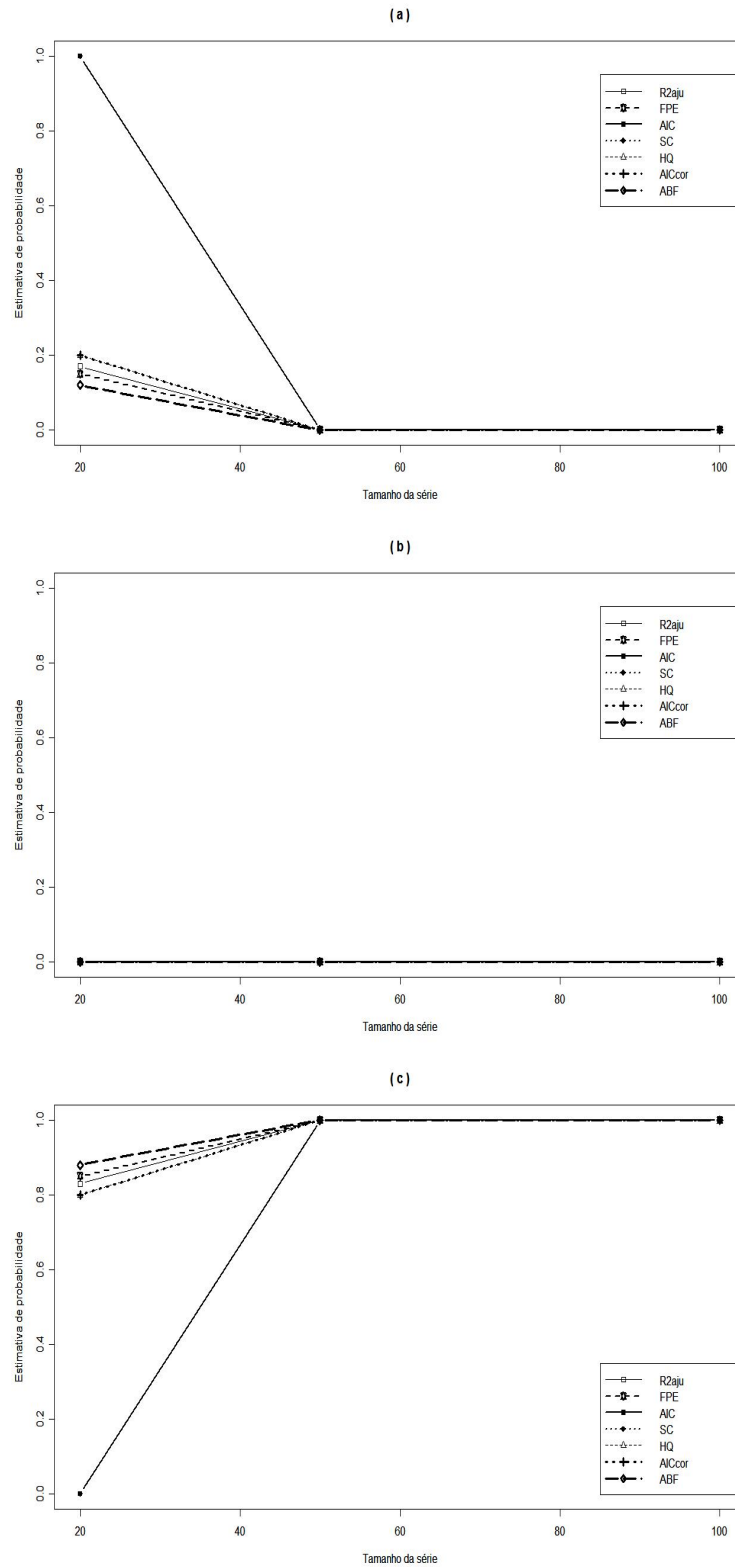 ( a )
Estimativa de probabilidade
1.0
0.8
0.6
0.4
0.2
0.0
R2aju
FPE
AIC
SC
HQ
AICcor
ABF
20
40
60
80
100
Tamanho da série
( b )
Estimativa de probabilidade
1.0
0.8
0.6
0.4
0.2
0.0
R2aju
FPE
AIC
SC
HQ
AICcor
ABF
20
40
60
80
100
Tamanho da série
( c )
Estimativa de probabilidade
1.0
0.8
0.6
0.4
0.2
0.0
R2aju
FPE
AIC
SC
HQ
AICcor
ABF
20
40
60
80
100
Tamanho da série